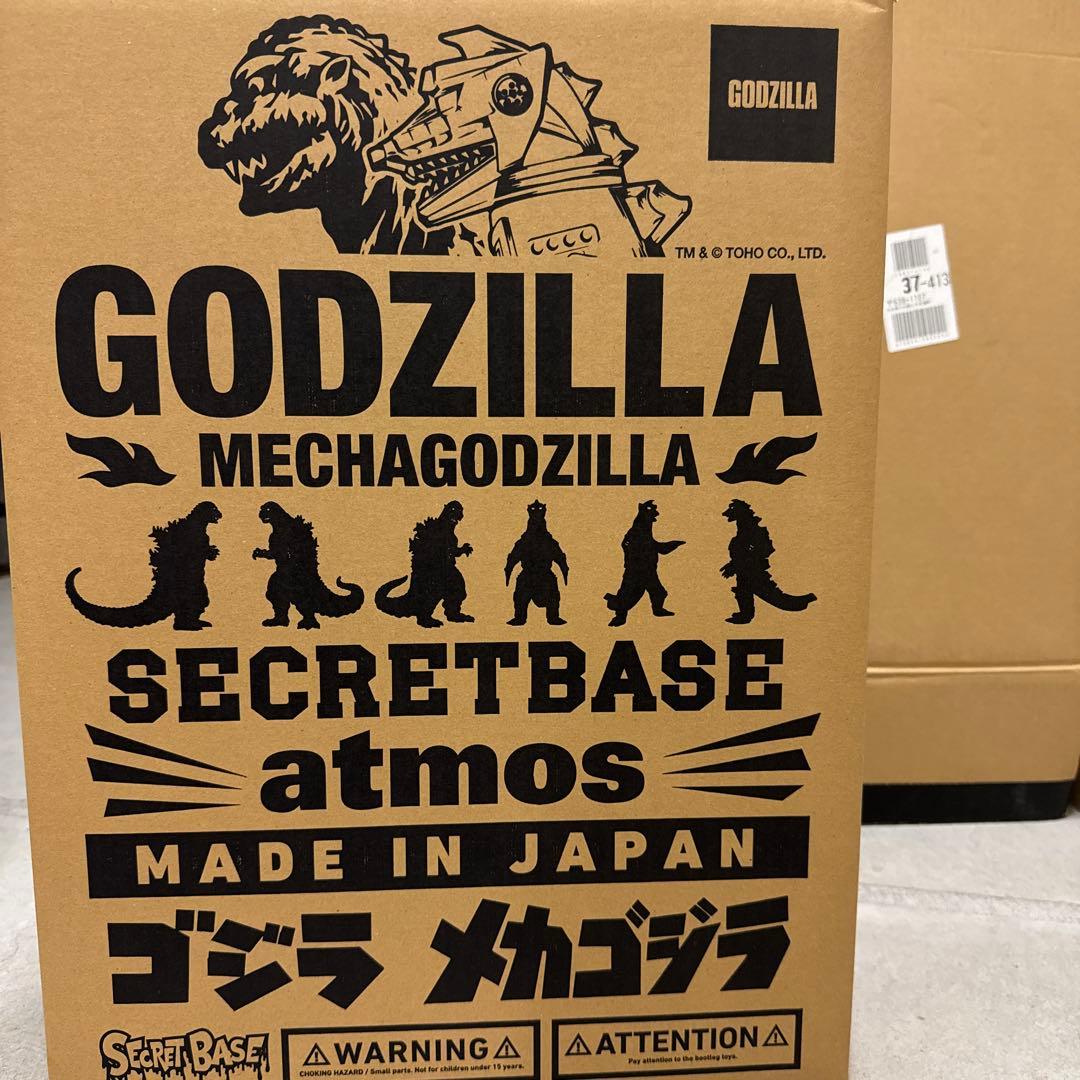 GODZILLA
TM & © TOHO CO., LTD.
GODZILLA
MECHAGODZILLA
SECRETBASE
atmos
MADE IN JAPAN
ゴジラ メカゴジラ
SECRET BASE
⚠WARNING⚠
CHOKING HAZARD / Small parts. Not for children under 15 years.
⚠ATTENTION⚠
Pay attention to the bootleg toys.
37-413